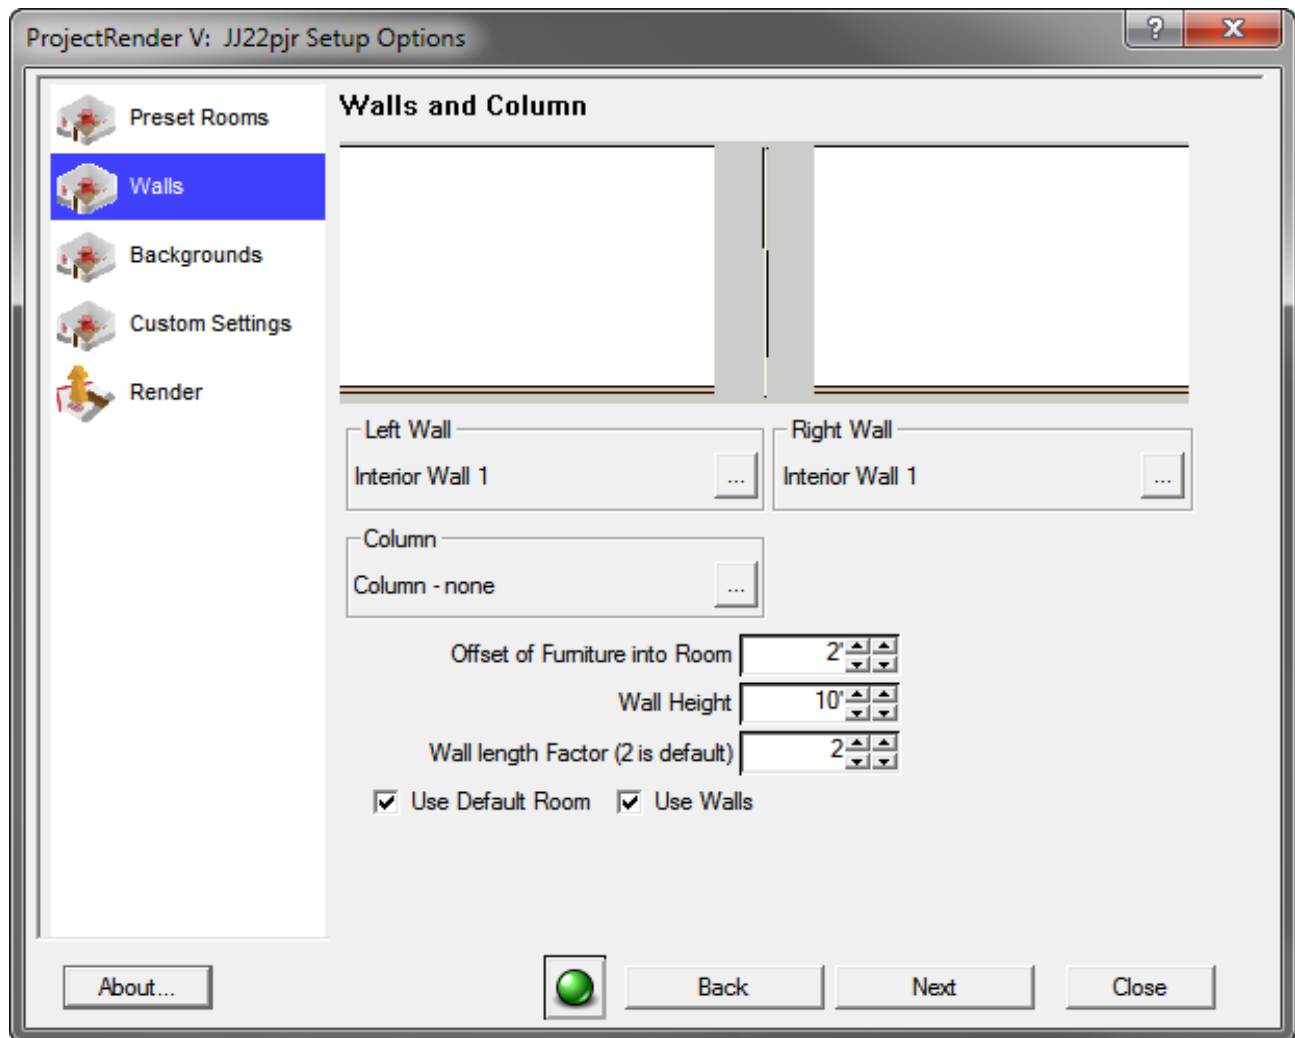 ProjectRender V:  JJ22pjr Setup Options
?
X
Preset Rooms
Walls
Backgrounds
Custom Settings
Render
Walls and Column
Left Wall
Interior Wall 1
...
Right Wall
Interior Wall 1
...
Column
Column - none
...
Offset of Furniture into Room 2'
Wall Height 10'
Wall length Factor (2 is default) 2
Use Default Room Use Walls
About... Back Next Close